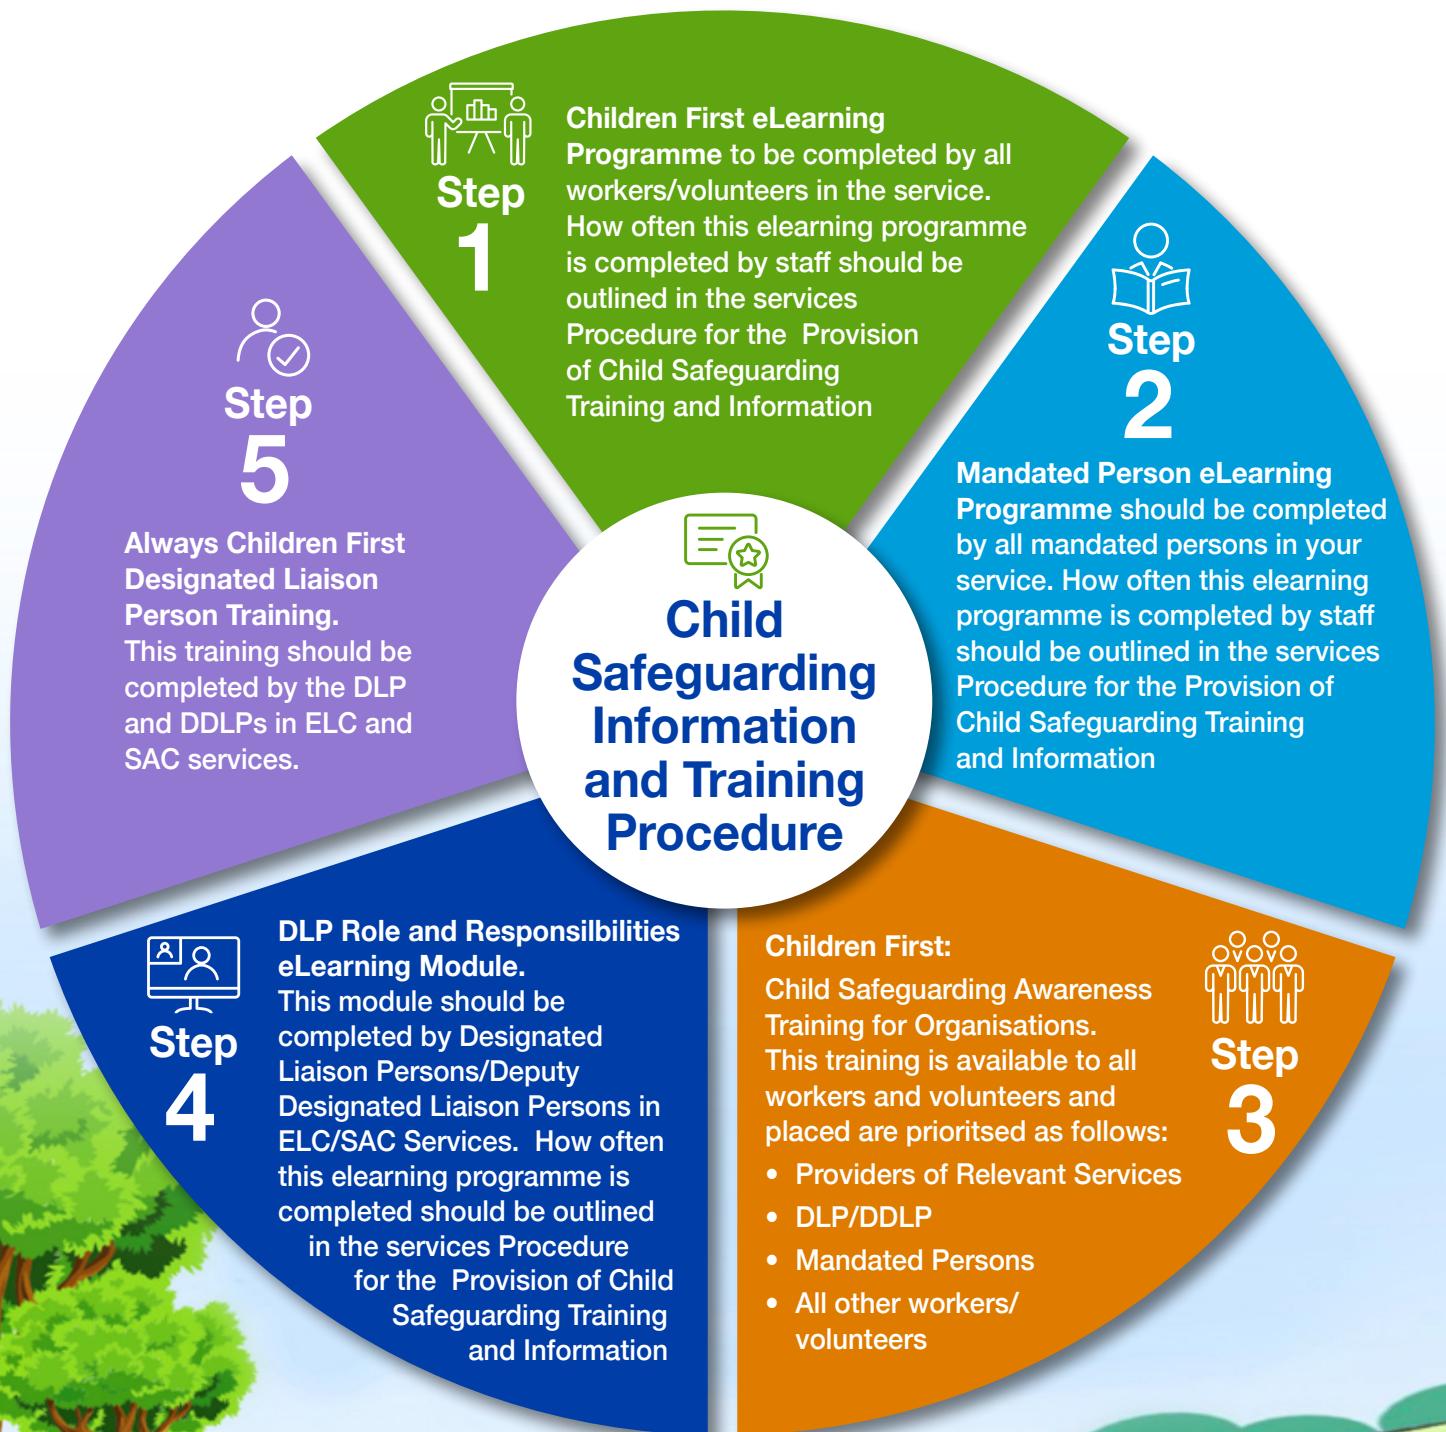 Child
Safeguarding
Information
and Training
Procedure
Step
1
Children First eLearning
Programme to be completed by all
workers/volunteers in the service.
How often this elearning programme
is completed by staff should be
outlined in the services
Procedure for the Provision
of Child Safeguarding
Training and Information
Step
2
Mandated Person eLearning
Programme should be completed
by all mandated persons in your
service. How often this elearning
programme is completed by staff
should be outlined in the services
Procedure for the Provision of
Child Safeguarding Training
and Information
Step
3
Children First:
Child Safeguarding Awareness
Training for Organisations.
This training is available to all
workers and volunteers and
placed are prioritsed as follows:
• Providers of Relevant Services
• DLP/DDLP
• Mandated Persons
• All other workers/
volunteers
Step
4
DLP Role and Responsilbilities
eLearning Module.
This module should be
completed by Designated
Liaison Persons/Deputy
Designated Liaison Persons in
ELC/SAC Services. How often
this elearning programme is
completed should be outlined
in the services Procedure
for the Provision of Child
Safeguarding Training
and Information
Step
5
Always Children First
Designated Liaison
Person Training.
This training should be
completed by the DLP
and DDLPs in ELC and
SAC services.